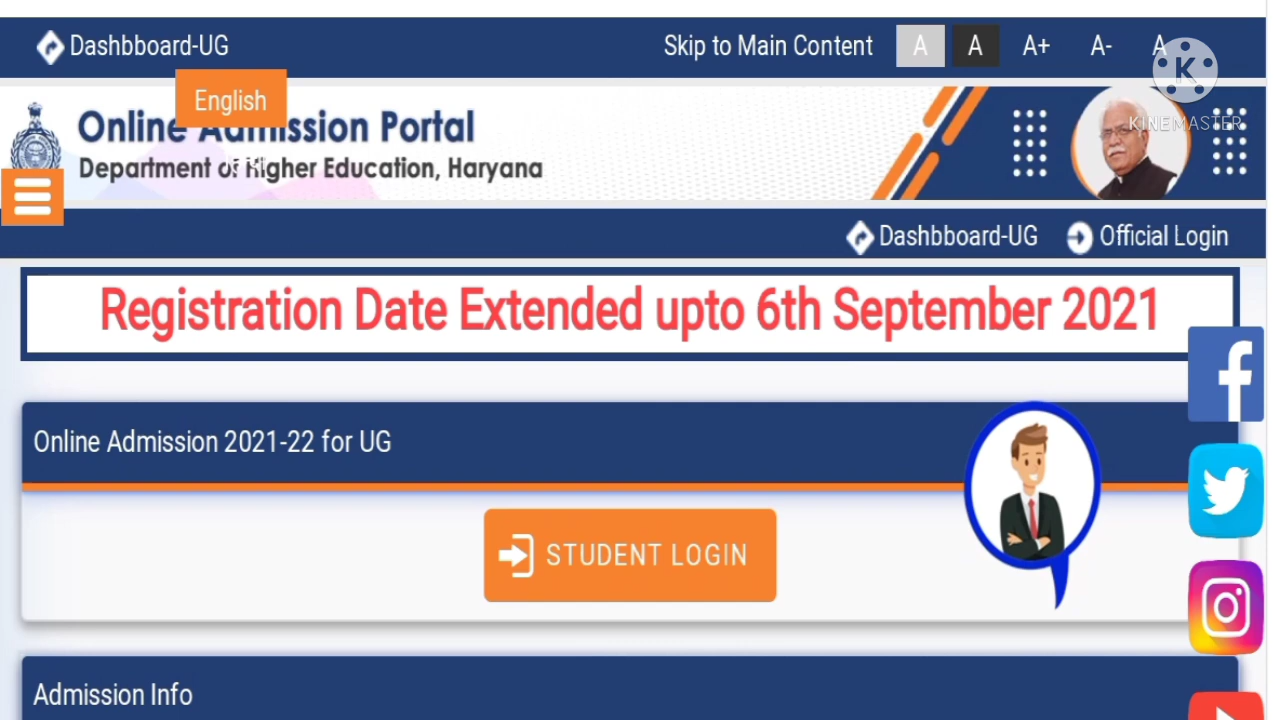 Dashbboard-UG
Skip to Main Content A A A+ A- A
English
Online Admission Portal
Department of Higher Education, Haryana
KINEMASTER
Dashbboard-UG
Official Login
Registration Date Extended upto 6th September 2021
Online Admission 2021-22 for UG
STUDENT LOGIN
Admission Info